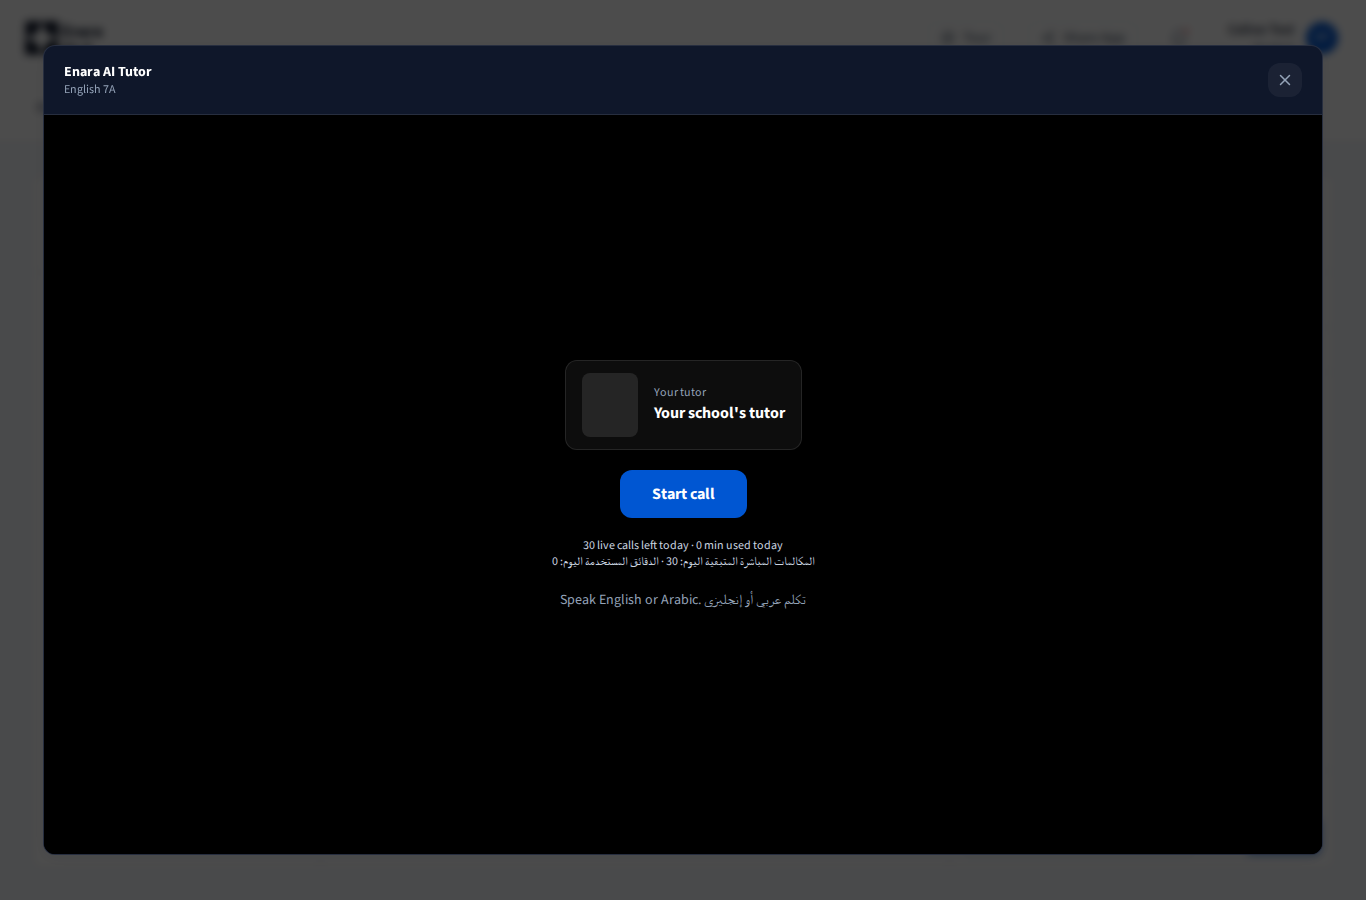 Enara AI Tutor
English 7A
Your tutor
Your school's tutor
Start call
30 live calls left today · 0 min used today
المكالمات المباشرة المتبقية اليوم: 30 · الدقائق المستخدمة اليوم: 0
Speak English or Arabic. تكلم عربي أو إنجليزي